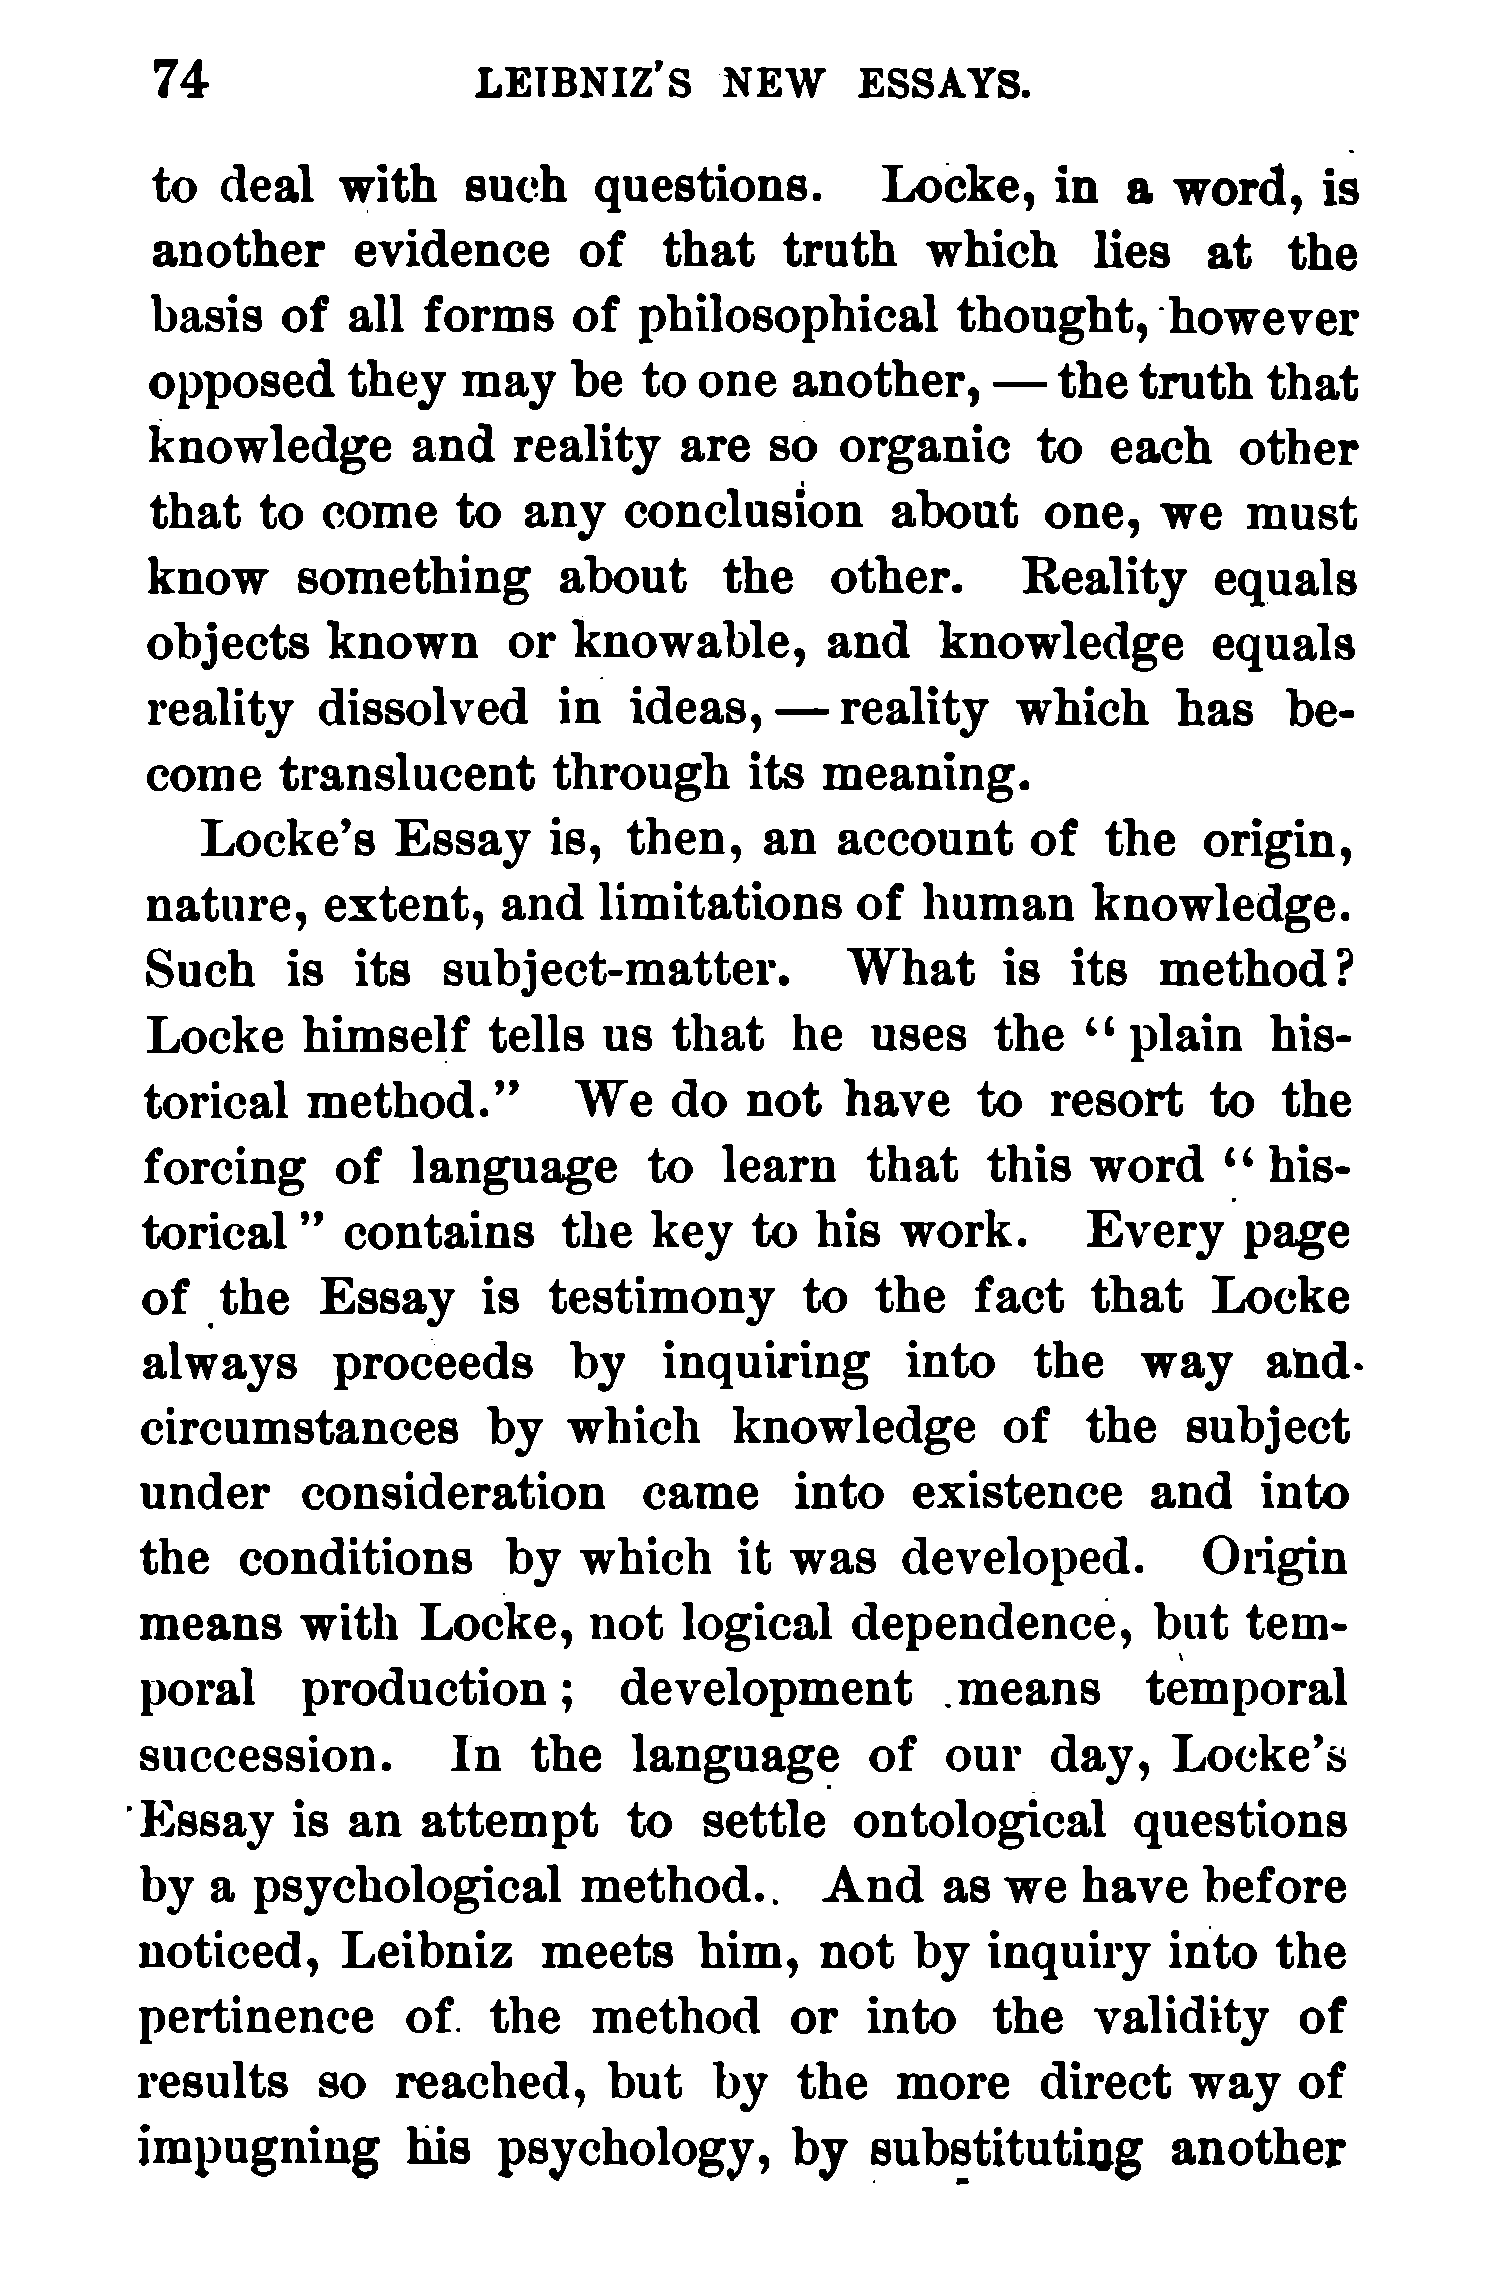 74 LEIBNIZ'S NEW ESSAYS.
to deal with such questions. Locke, in a word, is
another evidence of that truth which lies at the
basis of all forms of philosophical thought, however
opposed they may be to one another, — the truth that
knowledge and reality are so organic to each other
that to come to any conclusion about one, we must
know something about the other. Reality equals
objects known or knowable, and knowledge equals
reality dissolved in ideas, — reality which has be-
come translucent through its meaning.
Locke's Essay is, then, an account of the origin,
nature, extent, and limitations of human knowledge.
Such is its subject-matter. What is its method?
Locke himself tells us that he uses the "plain his-
torical method." We do not have to resort to the
forcing of language to learn that this word "his-
torical" contains the key to his work. Every page
of the Essay is testimony to the fact that Locke
always proceeds by inquiring into the way and
circumstances by which knowledge of the subject
under consideration came into existence and into
the conditions by which it was developed. Origin
means with Locke, not logical dependence, but tem-
poral production; development means temporal
succession. In the language of our day, Locke's
Essay is an attempt to settle ontological questions
by a psychological method. And as we have before
noticed, Leibniz meets him, not by inquiry into the
pertinence of the method or into the validity of
results so reached, but by the more direct way of
impugning his psychology, by substituting another